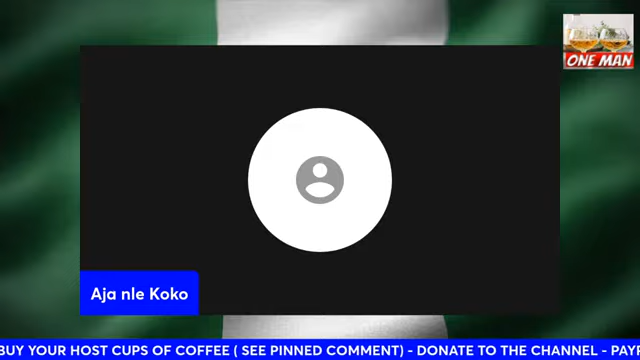 ONE MAN
Aja nle Koko
BUY YOUR HOST CUPS OF COFFEE ( SEE PINNED COMMENT) - DONATE TO THE CHANNEL -